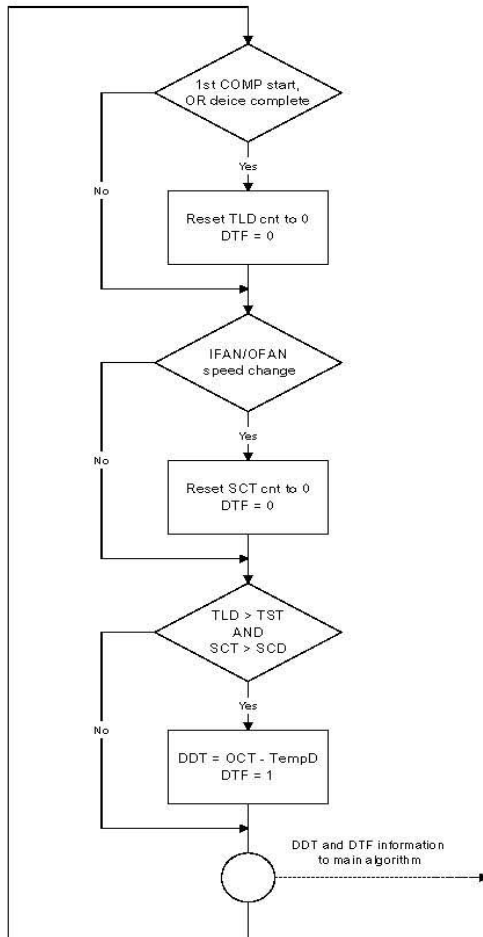 1st COMP start,
OR deice complete
Yes
No
Reset TLD cnt to 0
DTF = 0
IFAN/OFAN
speed change
Yes
No
Reset SCT cnt to 0
DTF = 0
TLD > TST
AND
SCT > SCD
Yes
No
DDT = OCT - TempD
DTF = 1
DDT and DTF information
to main algorithm